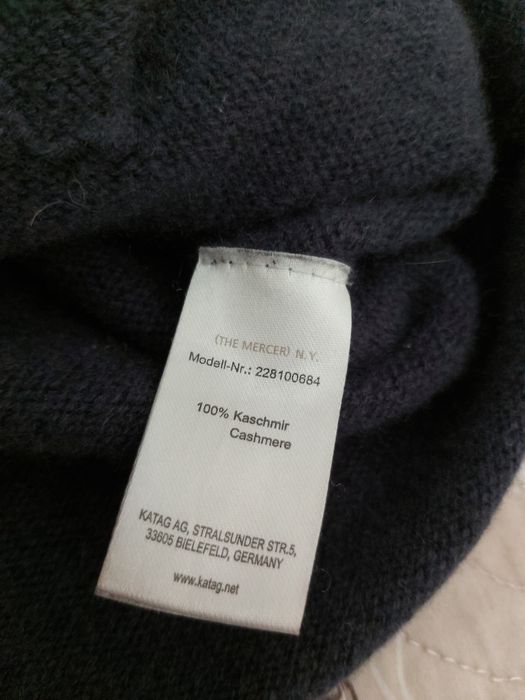 (THE MERCER) N.Y.
Modell-Nr.: 228100684
100% Kaschmir
Cashmere
KATAG AG, STRALSUNDER STR.5,
33605 BIELEFELD, GERMANY
www.katag.net